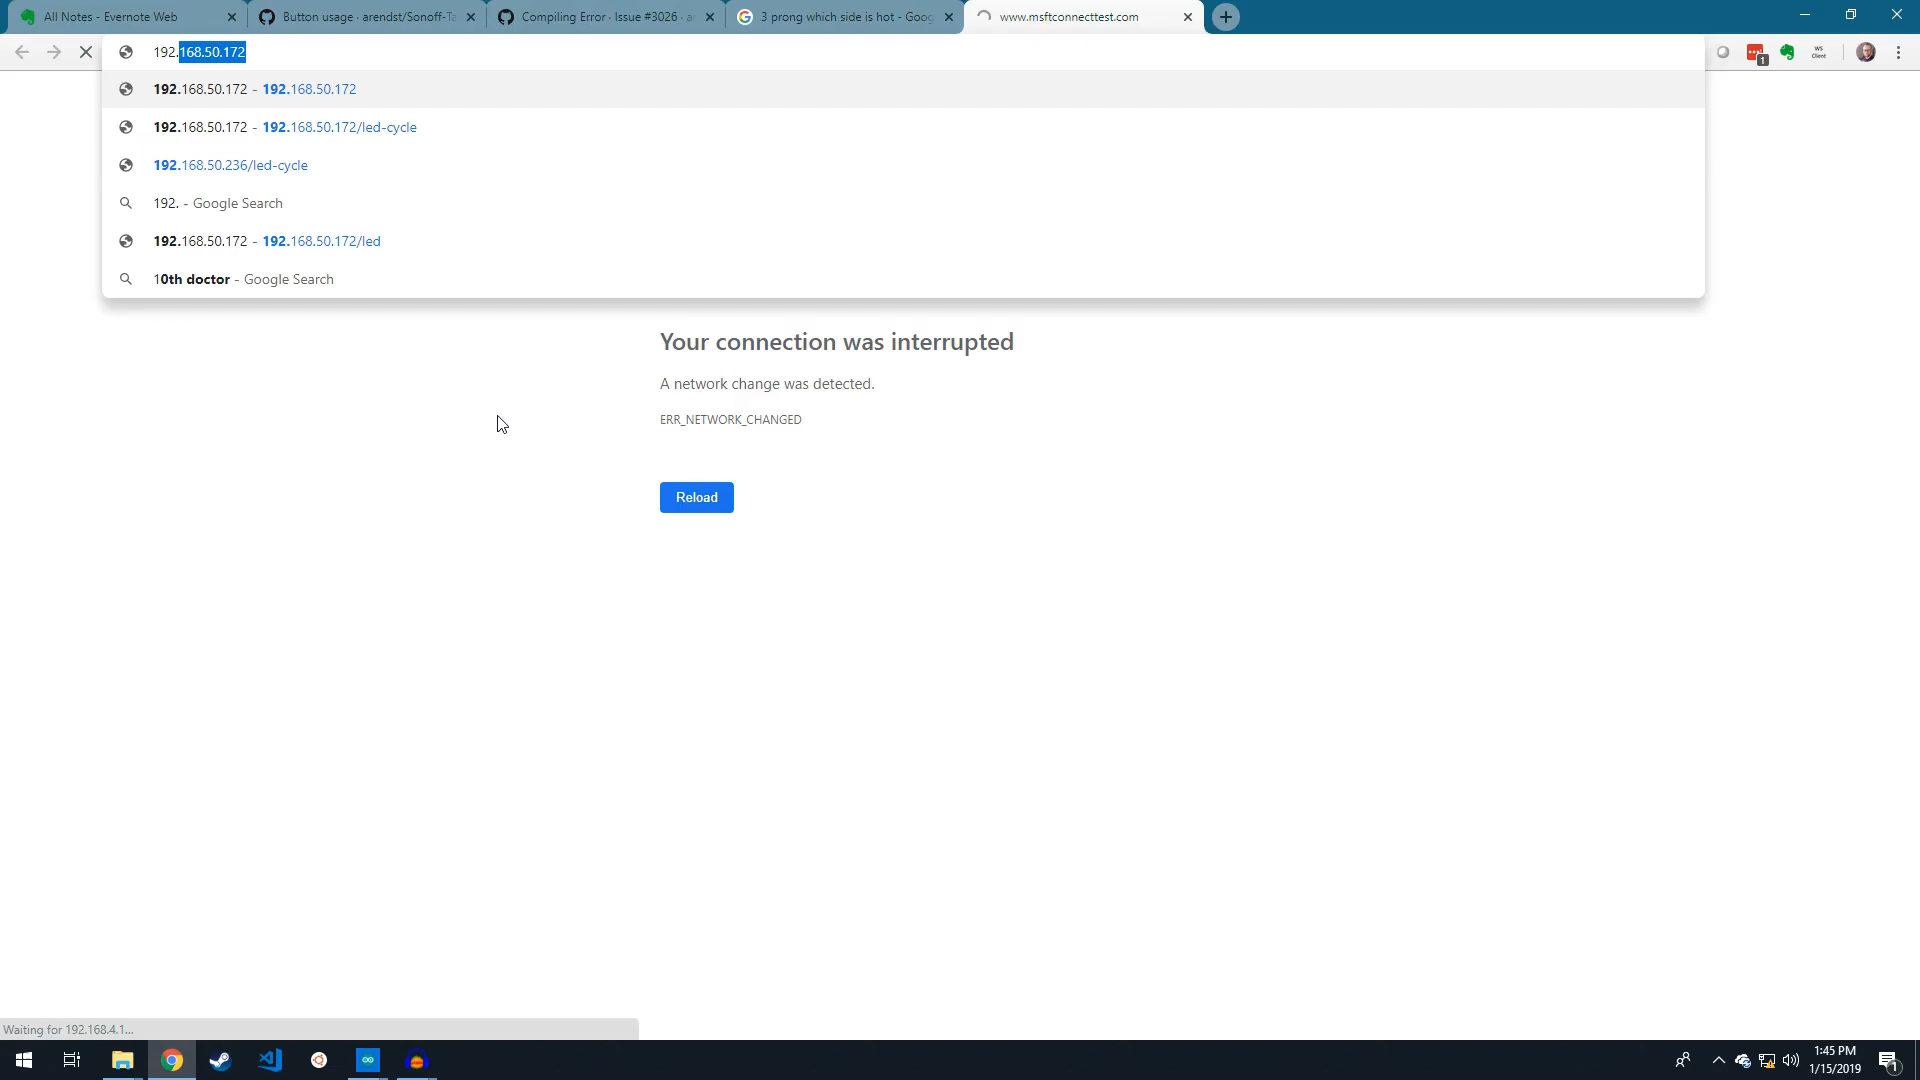 All Notes - Evernote Web
Button usage · arendst/Sonoff-Ta
Compiling Error · Issue #3026 · a
3 prong which side is hot - Goog
www.msftconnecttest.com
192.168.50.172
1
WS
Client
192.168.50.172 - 192.168.50.172
192.168.50.172 - 192.168.50.172/led-cycle
192.168.50.236/led-cycle
192. - Google Search
192.168.50.172 - 192.168.50.172/led
10th doctor - Google Search
Your connection was interrupted
A network change was detected.
ERR_NETWORK_CHANGED
Reload
Waiting for 192.168.4.1...
1:45 PM
1/15/2019
1